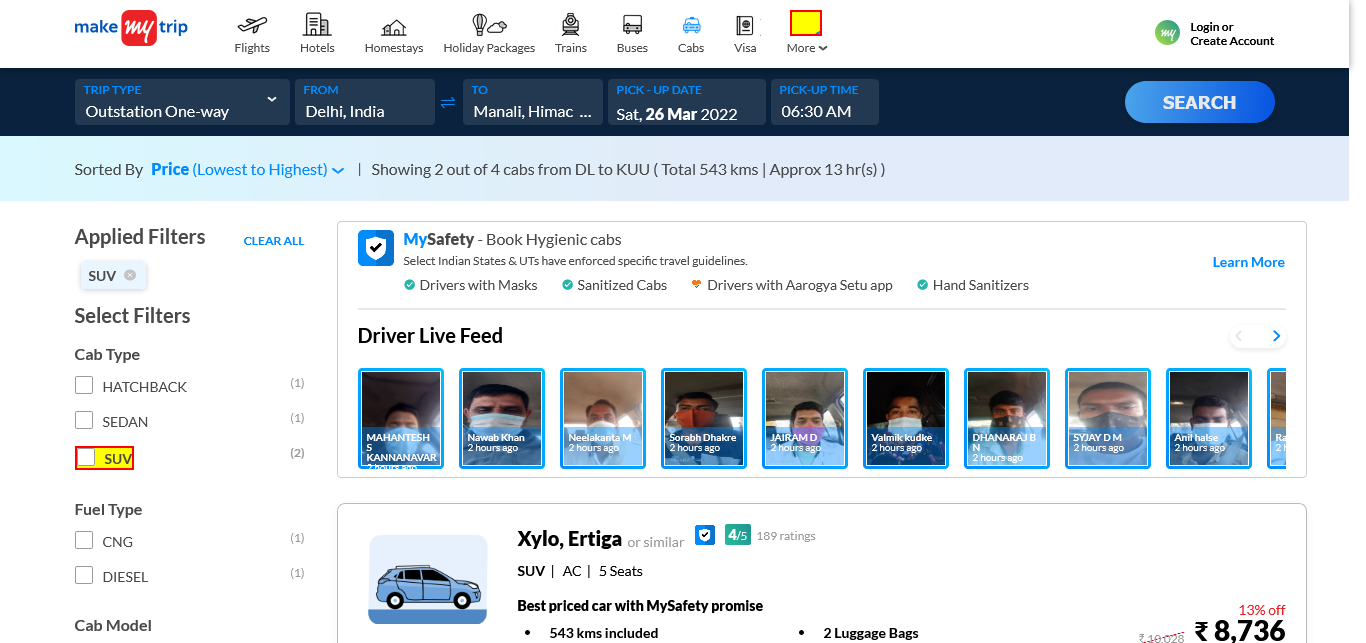 make my trip
Flights
Hotels
Homestays
Holiday Packages
Trains
Buses
Cabs
Visa
More
my
Login or
Create Account
TRIP TYPE
Outstation One-way
FROM
Delhi, India
TO
Manali, Himac ...
PICK - UP DATE
Sat, 26 Mar 2022
PICK-UP TIME
06:30 AM
SEARCH
Sorted By Price (Lowest to Highest) | Showing 2 out of 4 cabs from DL to KUU ( Total 543 kms | Approx 13 hr(s) )
Applied Filters
CLEAR ALL
SUV
Select Filters
Cab Type
HATCHBACK (1)
SEDAN (1)
SUV (2)
Fuel Type
CNG (1)
DIESEL (1)
Cab Model
MySafety - Book Hygienic cabs
Select Indian States & UTs have enforced specific travel guidelines.
Drivers with Masks
Sanitized Cabs
Drivers with Aarogya Setu app
Hand Sanitizers
Learn More
Driver Live Feed
MAHANTESH
S
KANNANAVAR
2 hours ago
Nawab Khan
2 hours ago
Neelakanta M
2 hours ago
Sorabh Dhakre
2 hours ago
JAIRAM D
2 hours ago
Valmik kudke
2 hours ago
DHANARAJ B
N
2 hours ago
SYJAY D M
2 hours ago
Anil halse
2 hours ago
Xylo, Ertiga or similar 4/5 189 ratings
SUV | AC | 5 Seats
Best priced car with MySafety promise
• 543 kms included
• 2 Luggage Bags
13% off
₹ 10,028 ₹ 8,736